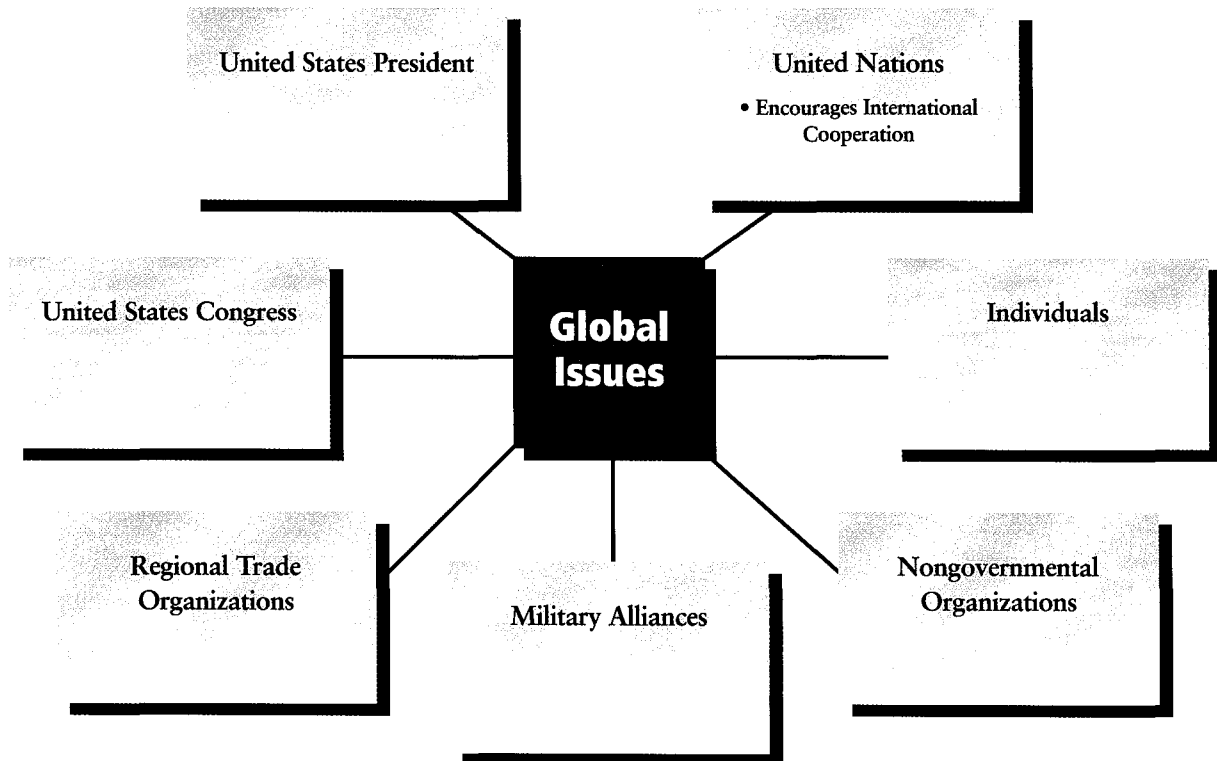 United States President
United Nations
• Encourages International
Cooperation
United States Congress
Global
Issues
Individuals
Regional Trade
Organizations
Military Alliances
Nongovernmental
Organizations